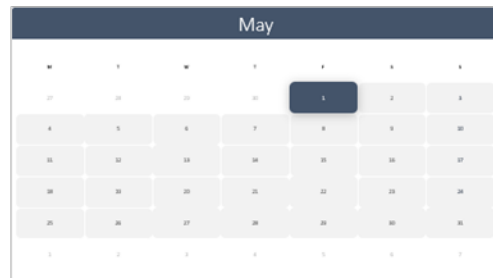 May
M T W T F S S
27 28 29 30 1 2 3
4 5 6 7 8 9 10
11 12 13 14 15 16 17
18 19 20 21 22 23 24
25 26 27 28 29 30 31
1 2 3 4 5 6 7